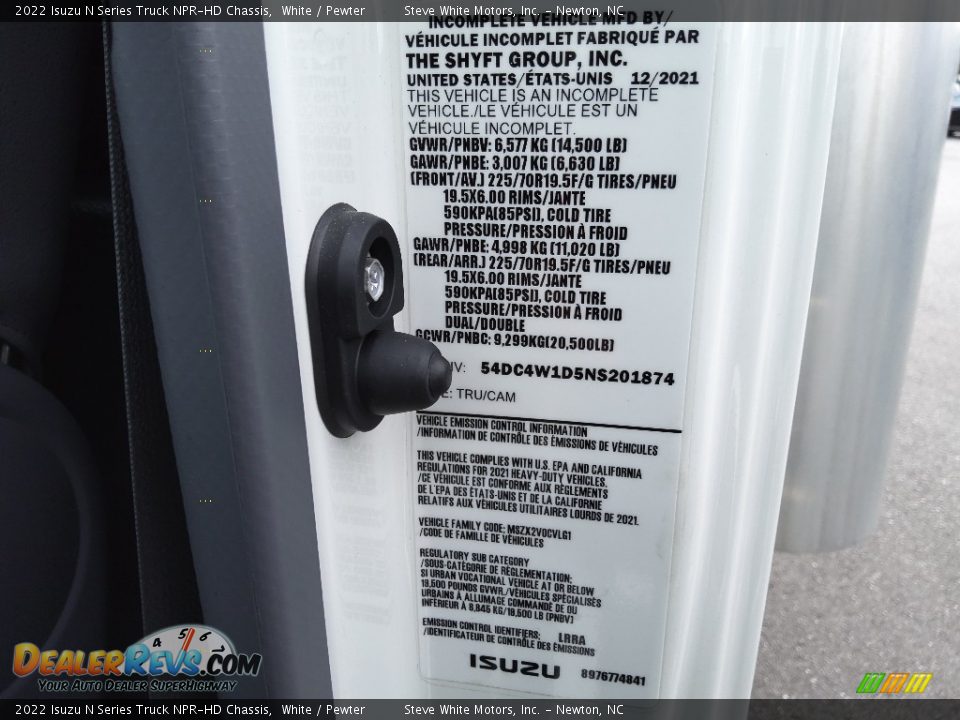 2022 Isuzu N Series Truck NPR-HD Chassis, White / Pewter Steve White Motors, Inc. - Newton, NC
INCOMPLETE VEHICLE MFD BY/
VÉHICULE INCOMPLET FABRIQUÉ PAR
THE SHYFT GROUP, INC.
UNITED STATES/ÉTATS-UNIS 12/2021
THIS VEHICLE IS AN INCOMPLETE
VEHICLE./LE VÉHICULE EST UN
VÉHICULE INCOMPLET.
GVWR/PNBV: 6,577 KG (14,500 LB)
GAWR/PNBE: 3,007 KG (6,630 LB)
(FRONT/AV.) 225/70R19.5F/G TIRES/PNEU
19.5X6.00 RIMS/JANTE
590KPA(85PSI), COLD TIRE
PRESSURE/PRESSION À FROID
GAWR/PNBE: 4,998 KG (11,020 LB)
(REAR/ARR.) 225/70R19.5F/G TIRES/PNEU
19.5X6.00 RIMS/JANTE
590KPA(85PSI), COLD TIRE
PRESSURE/PRESSION À FROID
DUAL/DOUBLE
GCWR/PNBC: 9,299KG(20,500LB)
IV: 54DC4W1D5NS201874
E: TRU/CAM
VEHICLE EMISSION CONTROL INFORMATION
/INFORMATION DE CONTRÔLE DES ÉMISSIONS DE VÉHICULES
THIS VEHICLE COMPLIES WITH U.S. EPA AND CALIFORNIA
REGULATIONS FOR 2021 HEAVY-DUTY VEHICLES.
/CE VÉHICULE EST CONFORME AUX RÈGLEMENTS
DE L'EPA DES ÉTATS-UNIS ET DE LA CALIFORNIE
RELATIFS AUX VÉHICULES UTILITAIRES LOURDS DE 2021.
VEHICLE FAMILY CODE: MSZX2VOCVLG1
/CODE DE FAMILLE DE VÉHICULES
REGULATORY SUB CATEGORY
/SOUS-CATÉGORIE DE RÉGLEMENTATION:
SI URBAN VOCATIONAL VEHICLE AT OR BELOW
19,500 POUNDS GVWR./VÉHICULES SPÉCIALISÉS
URBAINS À ALLUMAGE COMMANDÉ DE OU
INFÉRIEUR À 8,845 KG/19,500 LB (PNBV)
EMISSION CONTROL IDENTIFIERS: LRRA
/IDENTIFICATEUR DE CONTRÔLE DES ÉMISSIONS
ISUZU 8976774841
4 5 6
DEALERREVS.COM
YOUR AUTO DEALER SUPERHIGHWAY
2022 Isuzu N Series Truck NPR-HD Chassis, White / Pewter Steve White Motors, Inc. - Newton, NC